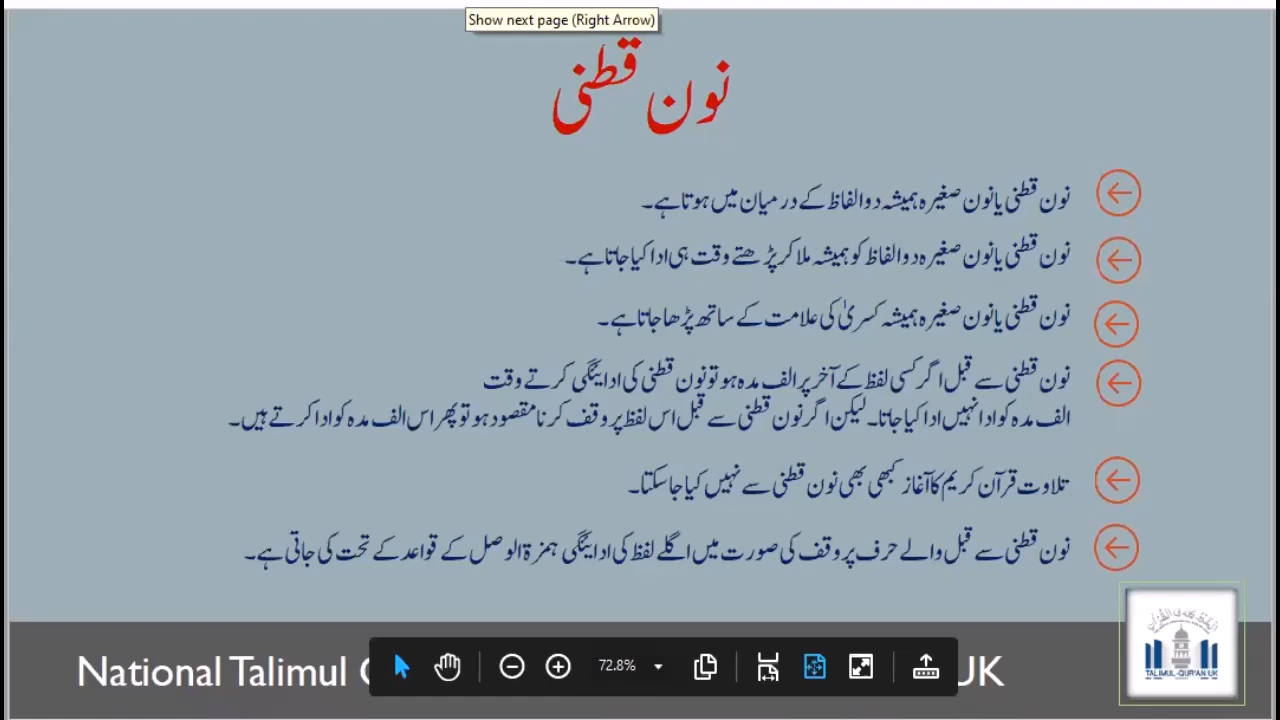 Show next page (Right Arrow)
نون قطنی
نون قطنی یا نون صغیرہ ہمیشہ دو الفاظ کے درمیان میں ہوتا ہے۔
نون قطنی یا نون صغیرہ دو الفاظ کو ہمیشہ ملا کر پڑھتے وقت ہی ادا کیا جاتا ہے۔
نون قطنی یا نون صغیرہ ہمیشہ کسریٰ کی علامت کے ساتھ پڑھا جاتا ہے۔
نون قطنی سے قبل اگر کسی لفظ کے آخر پر الف مدہ ہو تو نون قطنی کی ادائیگی کرتے وقت
الف مدہ کو ادا نہیں ادا کیا جاتا۔ لیکن اگر نون قطنی سے قبل اس لفظ پر وقف کرنا مقصود ہو تو پھر اس الف مدہ کو ادا کرتے ہیں۔
تلاوت قرآن کریم کا آغاز کبھی بھی نون قطنی سے نہیں کیا جا سکتا۔
نون قطنی سے قبل والے حرف پر وقف کی صورت میں اگلے لفظ کی ادائیگی ہمزۃ الوصل کے قواعد کے تحت کی جاتی ہے۔
National Talimul UK
72.8%
TALIMUL-QUR'AN UK